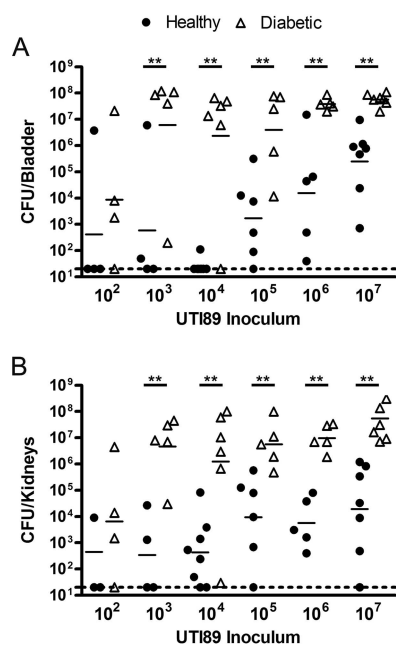 ● Healthy △ Diabetic
A
** ** ** ** **
CFU/Bladder
10⁹
10⁸
10⁷
10⁶
10⁵
10⁴
10³
10²
10¹
10² 10³ 10⁴ 10⁵ 10⁶ 10⁷
UTI89 Inoculum
B
** ** ** ** **
CFU/Kidneys
10⁹
10⁸
10⁷
10⁶
10⁵
10⁴
10³
10²
10¹
10² 10³ 10⁴ 10⁵ 10⁶ 10⁷
UTI89 Inoculum